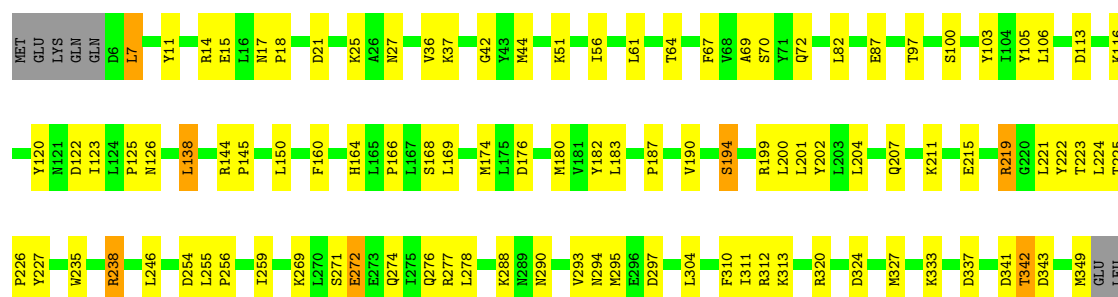 MET GLU LYS GLN GLN D6 L7 Y11 R14 E15 L16 N17 P18 D21 K25 A26 N27 V36 K37 G42 Y43 M44 K51 I56 L61 T64 F67 V68 A69 S70 Y71 Q72 L82 E87 T97 S100 Y103 I104 Y105 L106 D113 K116
Y120 N121 D122 I123 L124 P125 N126 L138 R144 P145 L150 F160 H164 L165 P166 L167 S168 L169 M174 L175 D176 M180 V181 Y182 L183 P187 V190 S194 R199 L200 L201 Y202 L203 L204 Q207 K211 E215 R219 G220 L221 Y222 T223 L224 T225
P226 Y227 W235 R238 L246 D254 L255 P256 I259 K269 L270 S271 E272 E273 Q274 I275 Q276 R277 L278 K288 N289 N290 V293 N294 M295 E296 D297 L304 F310 I311 R312 K313 R320 D324 M327 K333 D337 D341 T342 D343 M349 GLU LEU